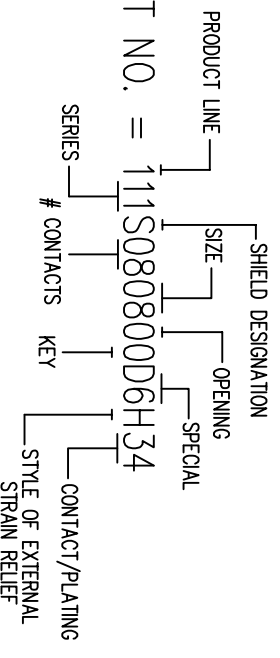 SHIELD DESIGNATION
PRODUCT LINE
SIZE
OPENING
SPECIAL
T NO. = 111S080800D6H34
SERIES
# CONTACTS
KEY
CONTACT/PLATING
STYLE OF EXTERNAL
STRAIN RELIEF